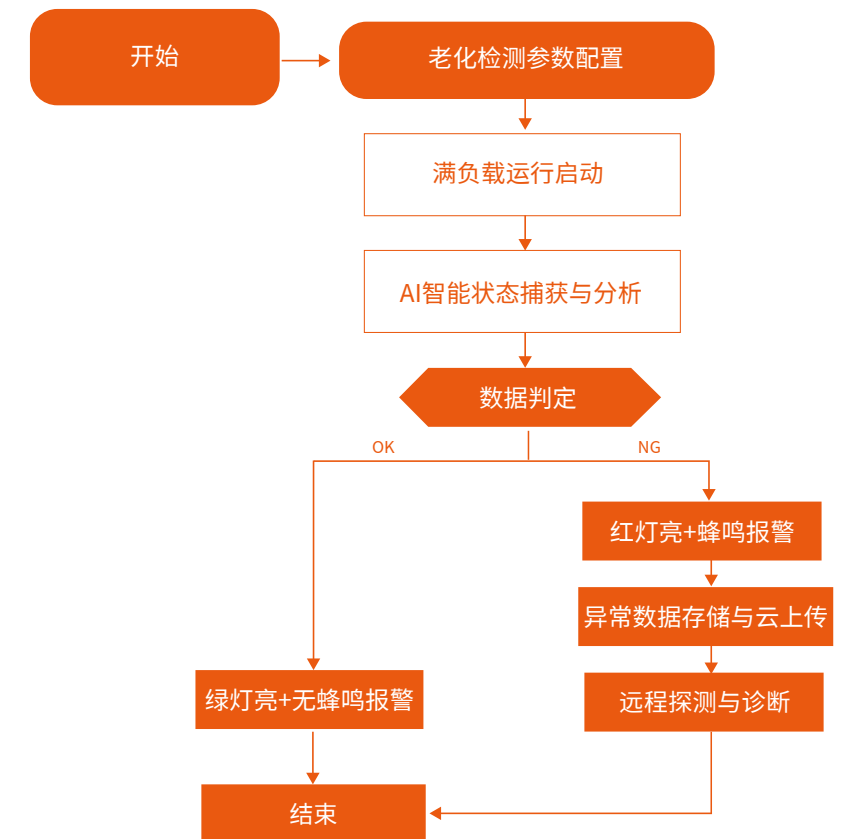 开始
老化检测参数配置
满负载运行启动
AI智能状态捕获与分析
数据判定
OK
NG
红灯亮+蜂鸣报警
异常数据存储与云上传
绿灯亮+无蜂鸣报警
远程探测与诊断
结束